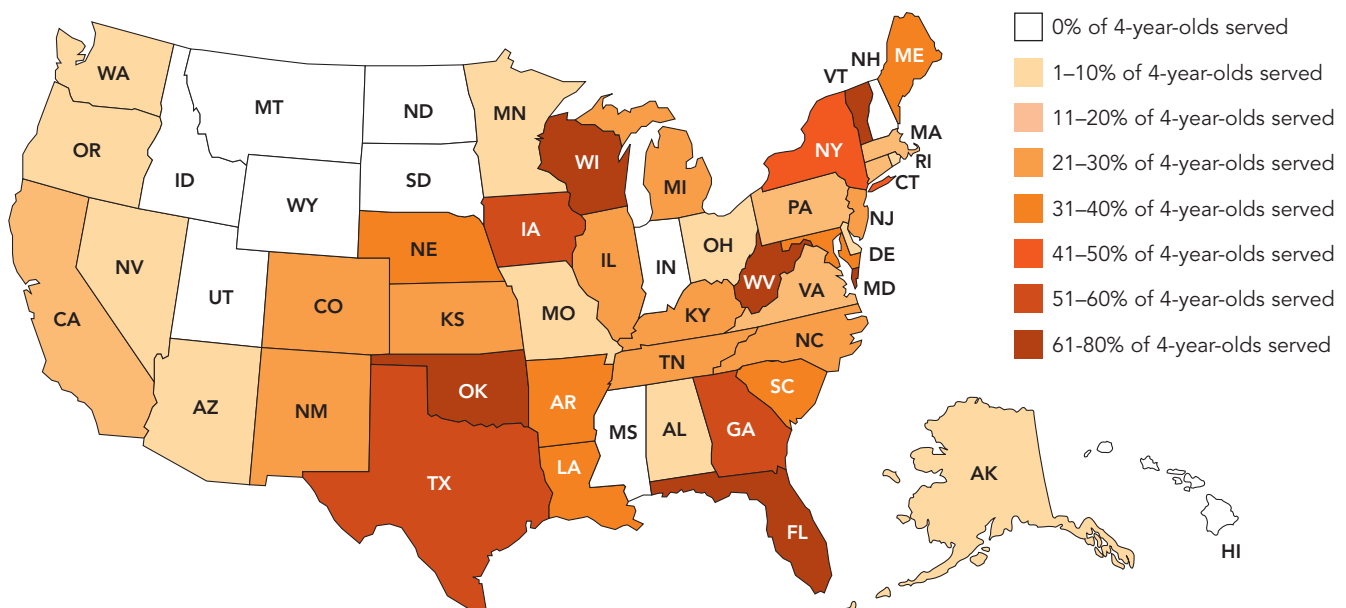 WA
OR
CA
NV
ID
MT
WY
UT
AZ
CO
NM
ND
SD
NE
KS
OK
TX
MN
IA
MO
AR
LA
WI
IL
MI
IN
OH
KY
TN
MS
AL
GA
FL
SC
NC
VA
WV
PA
NY
VT
NH
ME
MA
RI
CT
NJ
DE
MD
AK
HI
0% of 4-year-olds served
1–10% of 4-year-olds served
11–20% of 4-year-olds served
21–30% of 4-year-olds served
31–40% of 4-year-olds served
41–50% of 4-year-olds served
51–60% of 4-year-olds served
61-80% of 4-year-olds served